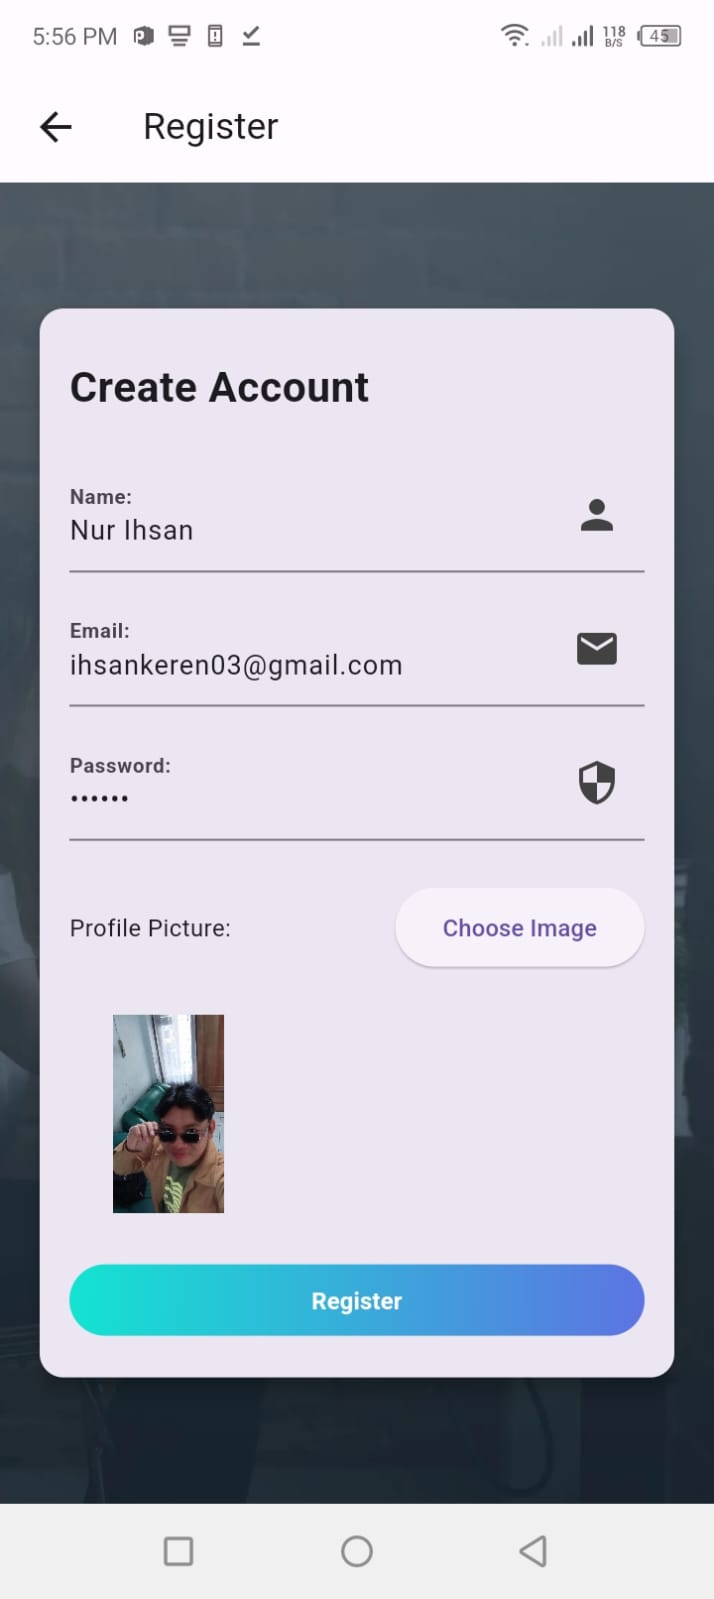 5:56 PM 118 B/S 45
Register
Create Account
Name:
Nur Ihsan
Email:
ihsankeren03@gmail.com
Password:
••••••
Profile Picture: Choose Image
Register